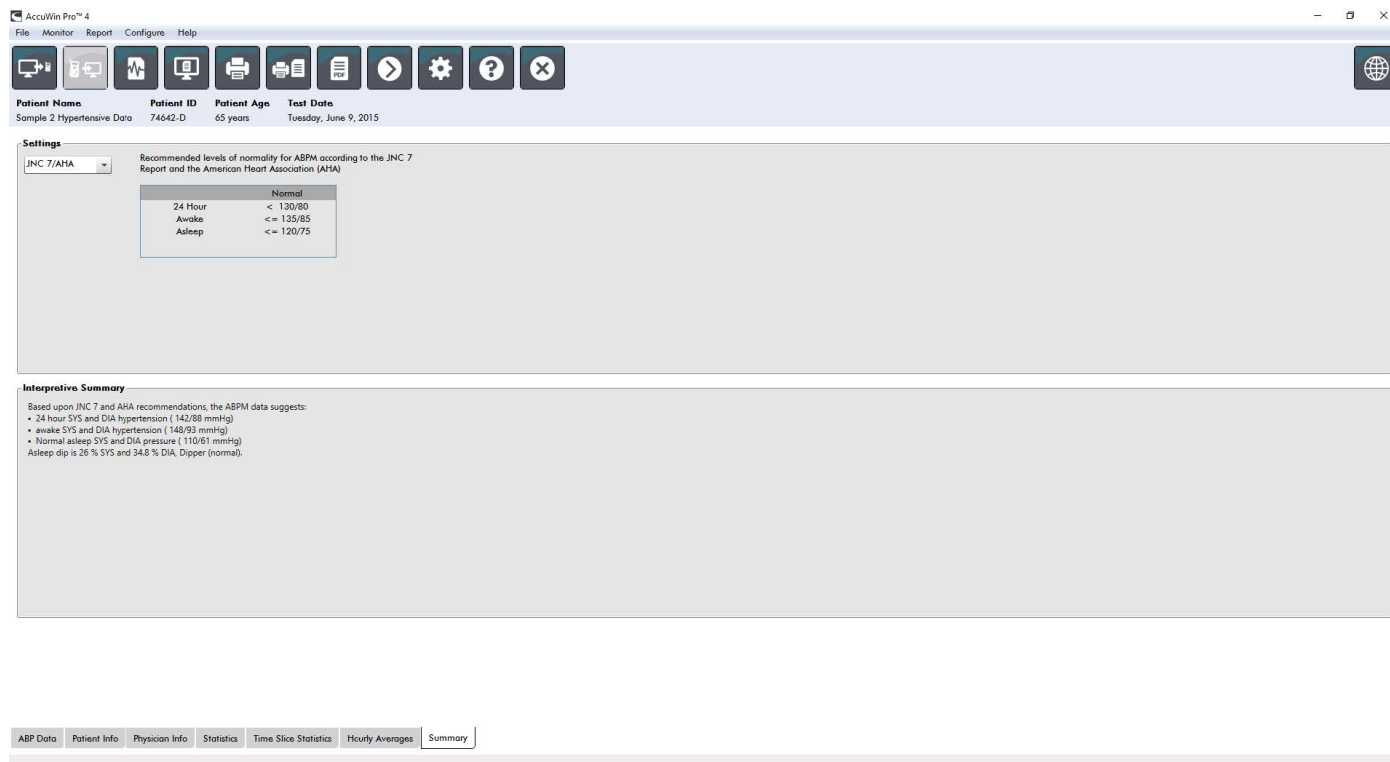 AccuWin Pro™ 4
File Monitor Report Configure Help
PDF
Patient Name Patient ID Patient Age Test Date
Sample 2 Hypertensive Data 74642-D 65 years Tuesday, June 9, 2015
Settings
JNC 7/AHA
Recommended levels of normality for ABPM according to the JNC 7
Report and the American Heart Association (AHA)
Normal
24 Hour < 130/80
Awake <= 135/85
Asleep <= 120/75
Interpretive Summary
Based upon JNC 7 and AHA recommendations, the ABPM data suggests:
• 24 hour SYS and DIA hypertension ( 142/88 mmHg)
• awake SYS and DIA hypertension ( 148/93 mmHg)
• Normal asleep SYS and DIA pressure ( 110/61 mmHg)
Asleep dip is 26 % SYS and 34.8 % DIA, Dipper (normal).
ABP Data Patient Info Physician Info Statistics Time Slice Statistics Hourly Averages Summary